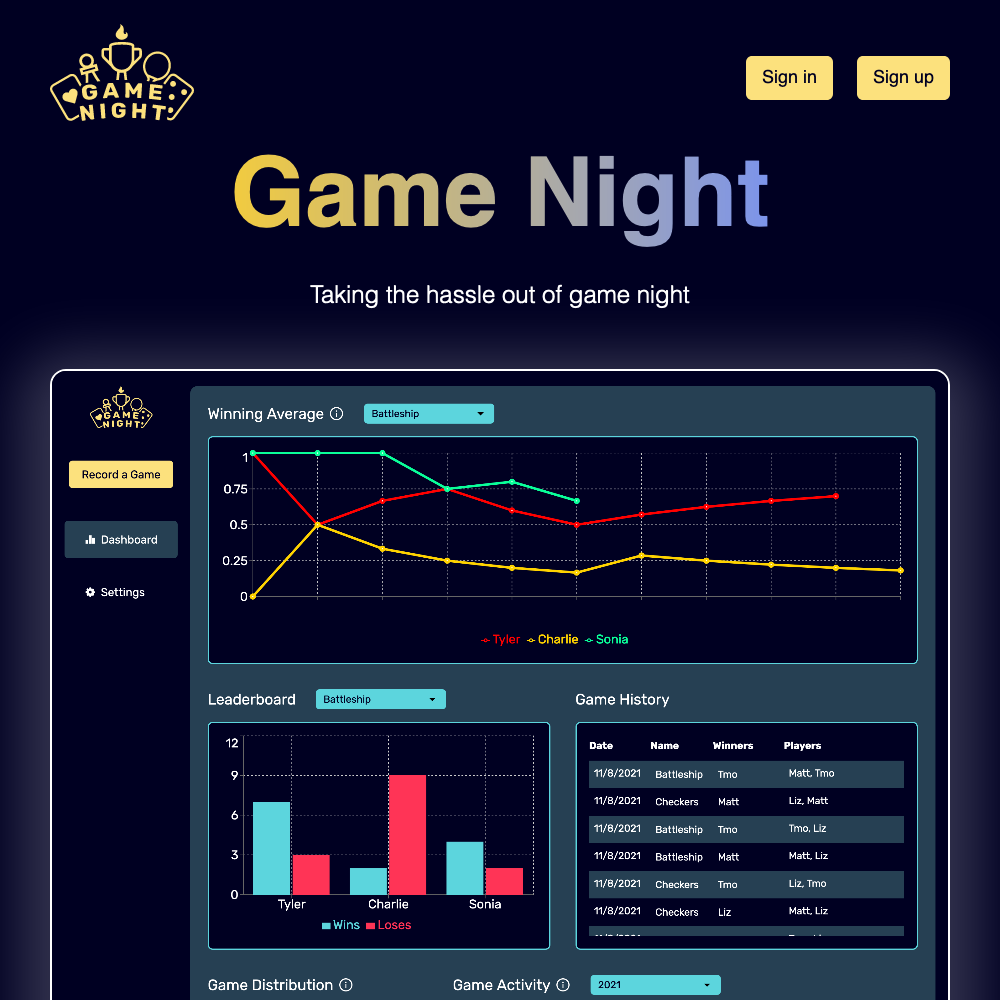 GAME
NIGHT
Sign in
Sign up
Game Night
Taking the hassle out of game night
GAME
NIGHT
Record a Game
Dashboard
Settings
Winning Average
Battleship
1
0.75
0.5
0.25
0
Tyler Charlie Sonia
Leaderboard
Battleship
12
9
6
3
0
Tyler Charlie Sonia
Wins Loses
Game History
Date Name Winners Players
11/8/2021 Battleship Tmo Matt, Tmo
11/8/2021 Checkers Matt Liz, Matt
11/8/2021 Battleship Tmo Tmo, Liz
11/8/2021 Battleship Matt Matt, Liz
11/8/2021 Checkers Tmo Liz, Tmo
11/8/2021 Checkers Liz Matt, Liz
Game Distribution
Game Activity
2021